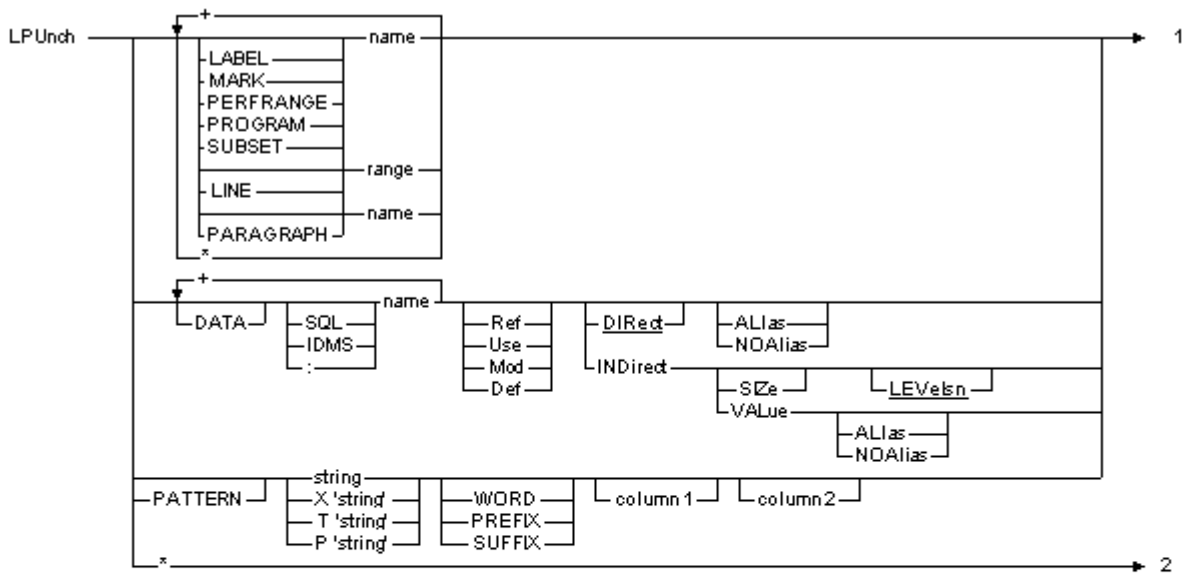 +
LPUnch name 1
LABEL
MARK
PERFRANGE
PROGRAM
SUBSET
range
LINE
name
PARAGRAPH
*
+
name
DATA SQL Ref DIRect ALIas
IDMS Use NOAlias
: Mod INDirect
Def SIZe LEVelsn
VALue
ALIas
NOAlias
string
PATTERN X 'string' WORD column1 column2
T 'string' PREFIX
P 'string' SUFFIX
* 2